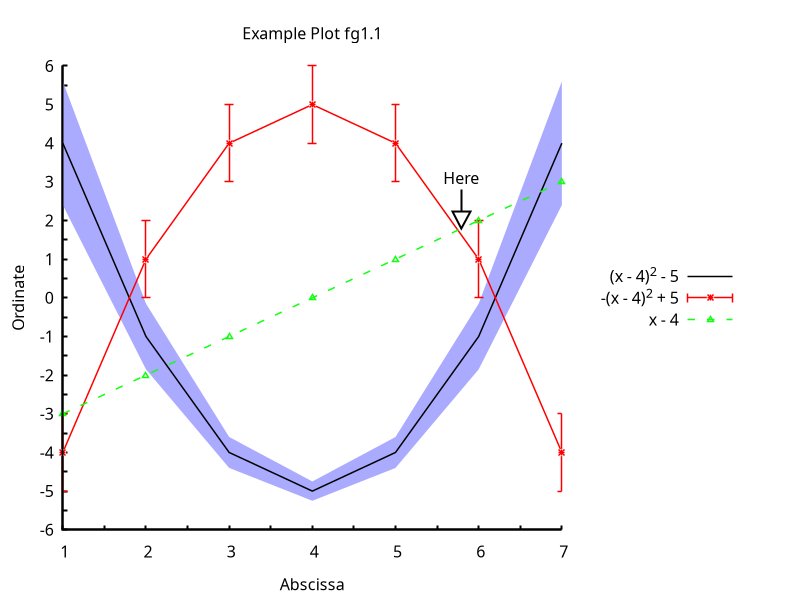 Example Plot fg1.1
6
5
4
3
2
1
0
-1
-2
-3
-4
-5
-6
Ordinate
Here
(x - 4)² - 5
-(x - 4)² + 5
x - 4
1 2 3 4 5 6 7
Abscissa